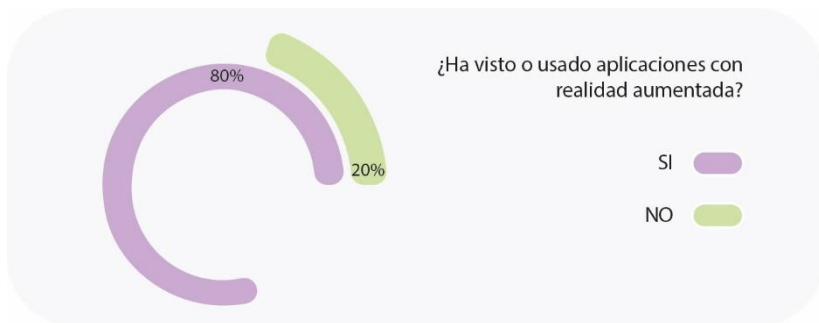 80%
20%
¿Ha visto o usado aplicaciones con
realidad aumentada?
SI
NO